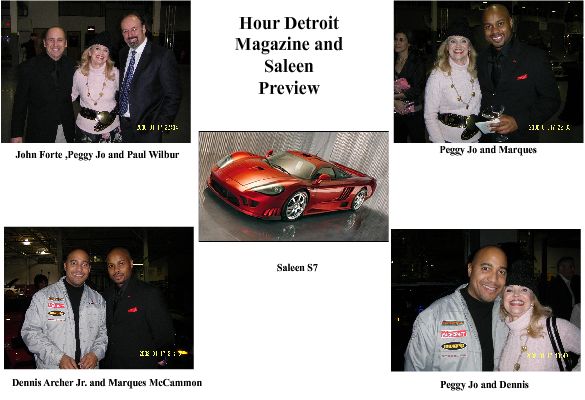 Hour Detroit
Magazine and
Saleen
Preview
John Forte ,Peggy Jo and Paul Wilbur
Peggy Jo and Marques
Saleen S7
Dennis Archer Jr. and Marques McCammon
Peggy Jo and Dennis